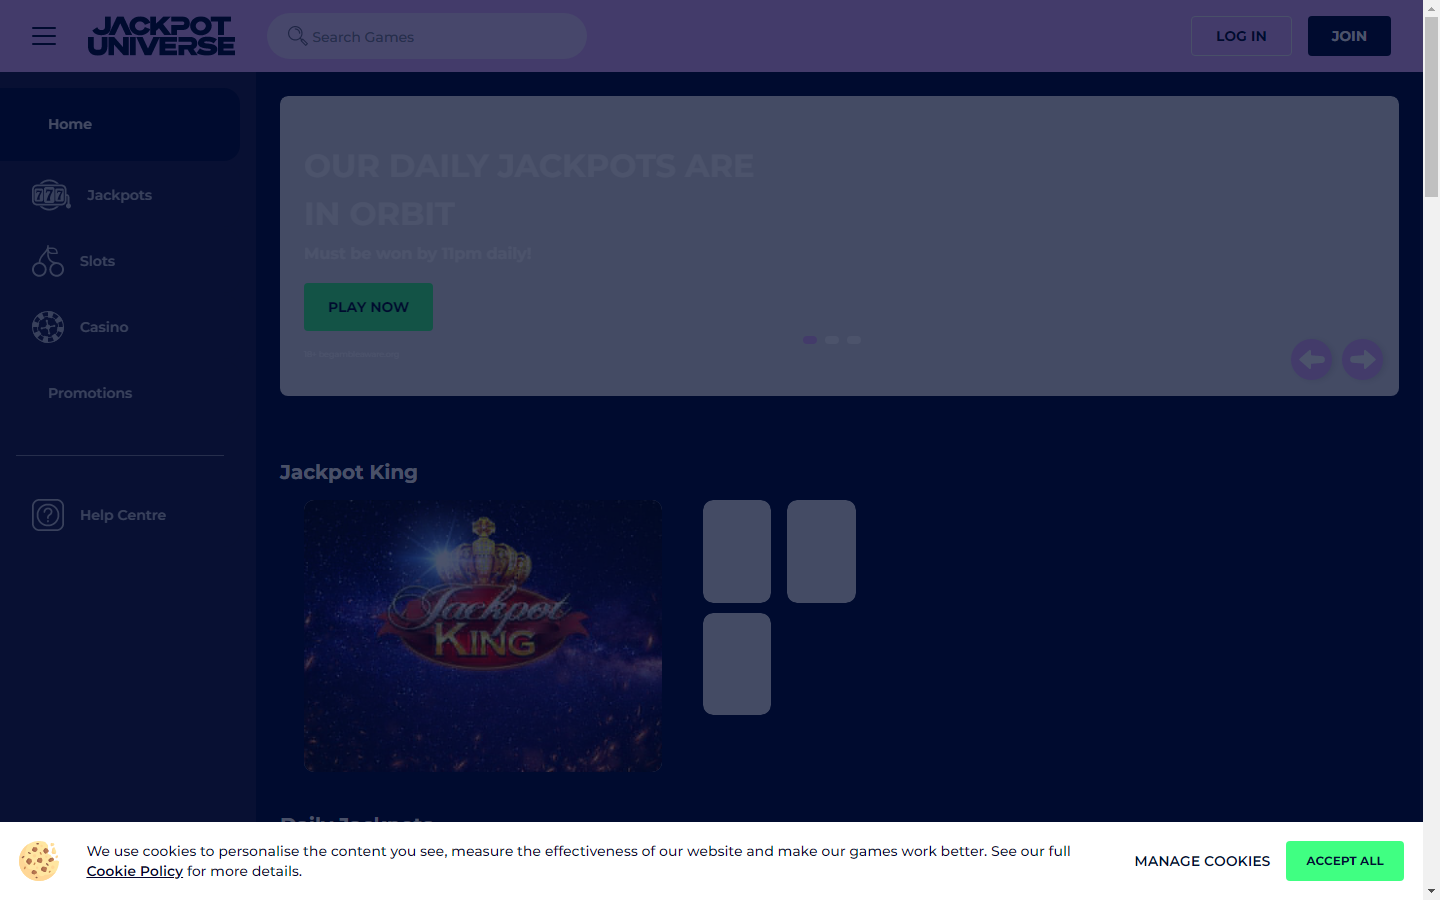 JACKPOT
UNIVERSE
Search Games
LOG IN
JOIN
Home
Jackpots
Slots
Casino
Promotions
Help Centre
OUR DAILY JACKPOTS ARE
IN ORBIT
Must be won by 11pm daily!
PLAY NOW
Jackpot King
777
Jackpot
KING
Daily Jackpots
We use cookies to personalise the content you see, measure the effectiveness of our website and make our games work better. See our full
Cookie Policy for more details.
MANAGE COOKIES
ACCEPT ALL